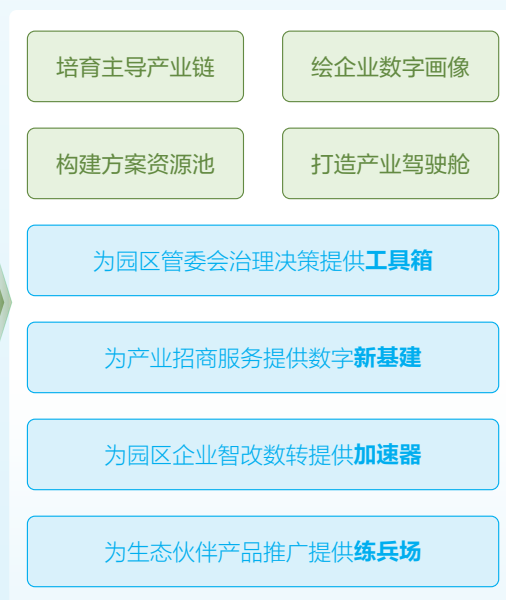 培育主导产业链
绘企业数字画像
构建方案资源池
打造产业驾驶舱
为园区管委会治理决策提供工具箱
为产业招商服务提供数字新基建
为园区企业智改数转提供加速器
为生态伙伴产品推广提供练兵场